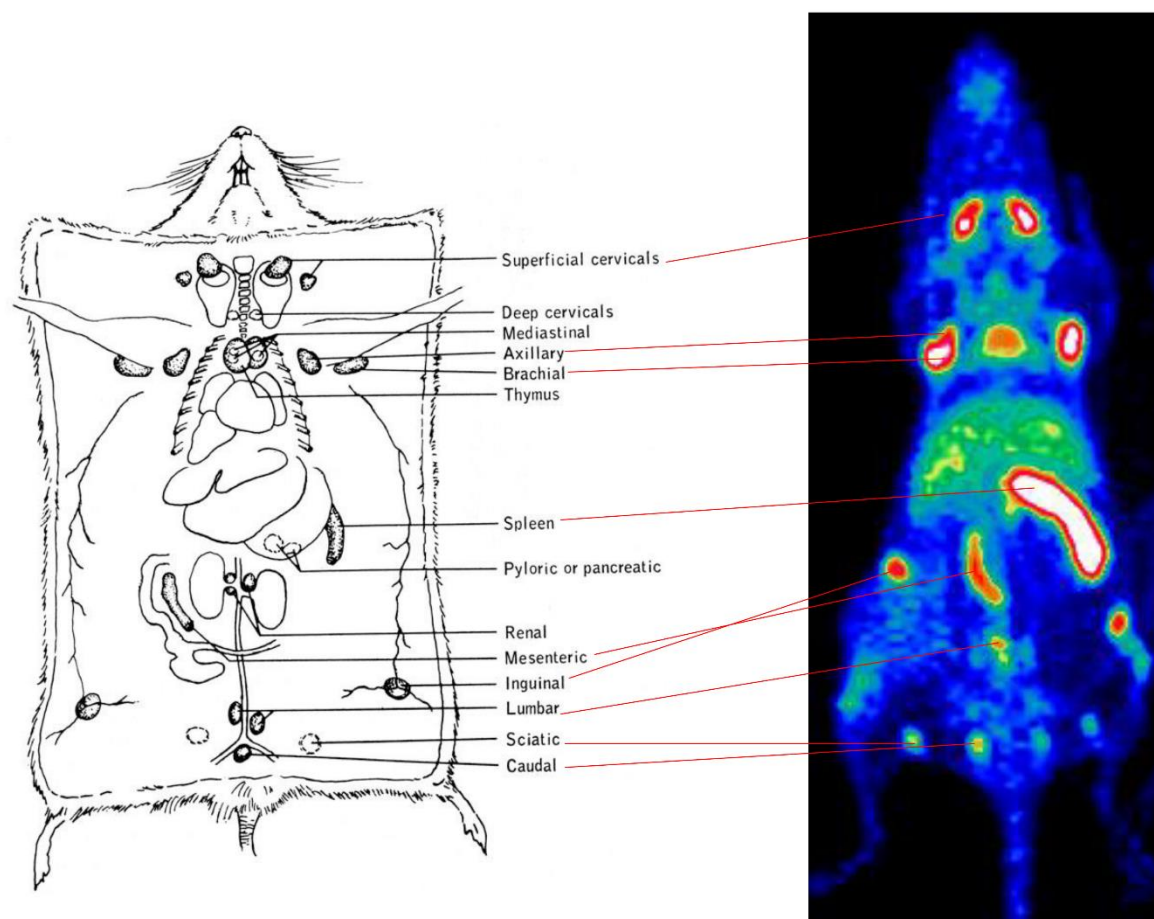 Superficial cervicals
Deep cervicals
Mediastinal
Axillary
Brachial
Thymus
Spleen
Pyloric or pancreatic
Renal
Mesenteric
Inguinal
Lumbar
Sciatic
Caudal